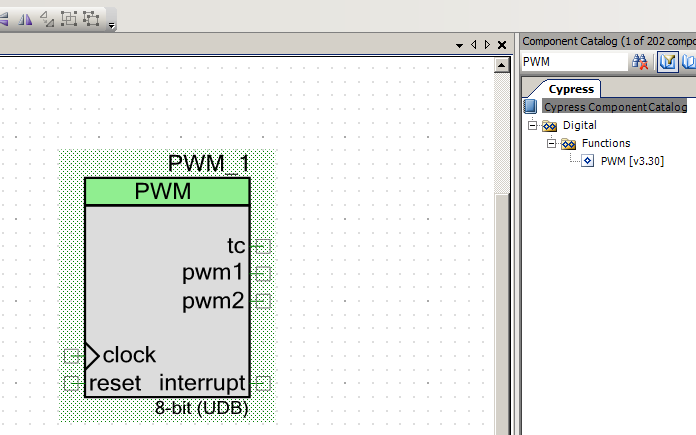 Component Catalog (1 of 202 compo
PWM
Cypress
Cypress Component Catalog
Digital
Functions
PWM [v3.30]
PWM_1
PWM
tc
pwm1
pwm2
clock
reset interrupt
8-bit (UDB)